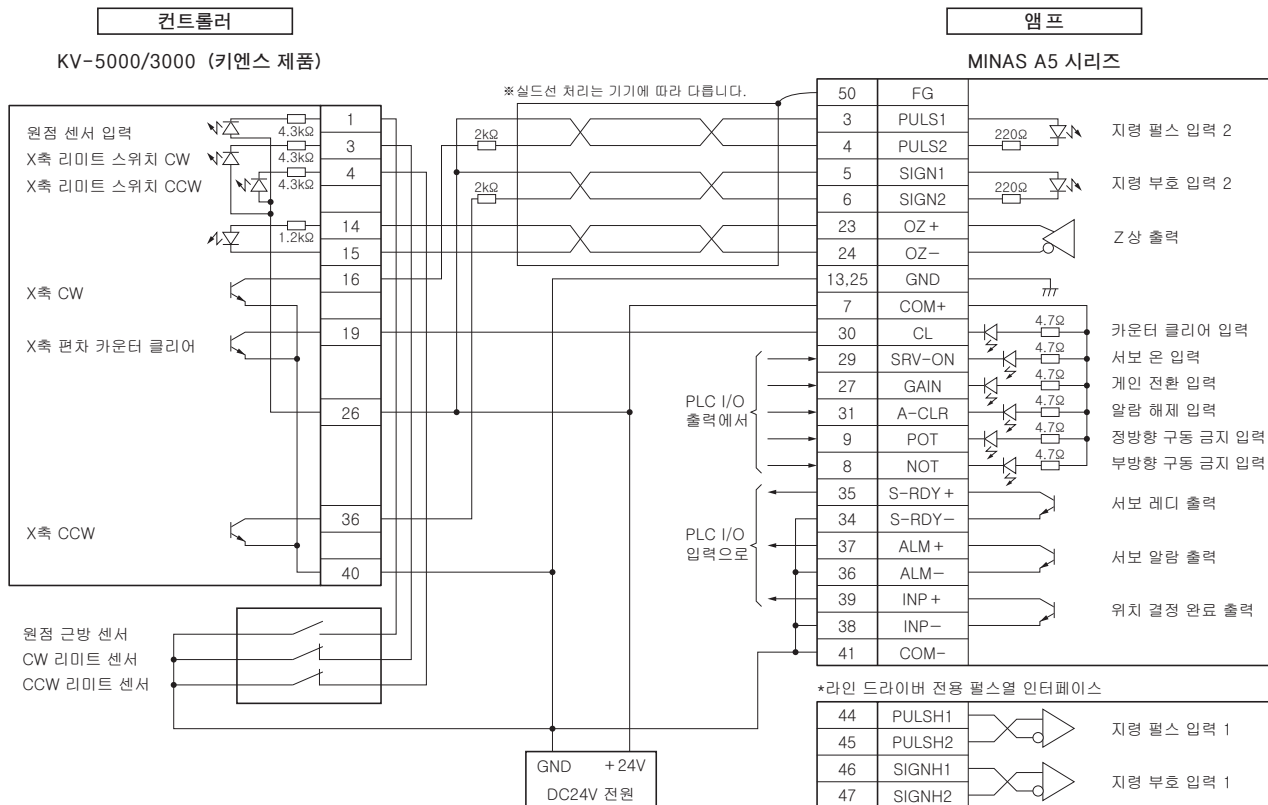 컨트롤러
앰프
KV-5000/3000 (키엔스 제품)
MINAS A5 시리즈
※실드선 처리는 기기에 따라 다릅니다.
원점 센서 입력
X축 리미트 스위치 CW
X축 리미트 스위치 CCW
X축 CW
X축 편차 카운터 클리어
X축 CCW
4.3kΩ
4.3kΩ
4.3kΩ
1.2kΩ
1
3
4
14
15
16
19
26
36
40
2kΩ
2kΩ
원점 근방 센서
CW 리미트 센서
CCW 리미트 센서
GND +24V
DC24V 전원
PLC I/O
출력에서
PLC I/O
입력으로
50 FG
3 PULS1
4 PULS2
220Ω
지령 펄스 입력 2
5 SIGN1
6 SIGN2
220Ω
지령 부호 입력 2
23 OZ+
24 OZ-
Z상 출력
13,25 GND
7 COM+
30 CL 4.7Ω 카운터 클리어 입력
29 SRV-ON 4.7Ω 서보 온 입력
27 GAIN 4.7Ω 게인 전환 입력
31 A-CLR 4.7Ω 알람 해제 입력
9 POT 4.7Ω 정방향 구동 금지 입력
8 NOT 4.7Ω 부방향 구동 금지 입력
35 S-RDY+
34 S-RDY-
서보 레디 출력
37 ALM+
36 ALM-
서보 알람 출력
39 INP+
38 INP-
위치 결정 완료 출력
41 COM-
*라인 드라이버 전용 펄스열 인터페이스
44 PULSH1
45 PULSH2
지령 펄스 입력 1
46 SIGNH1
47 SIGNH2
지령 부호 입력 1